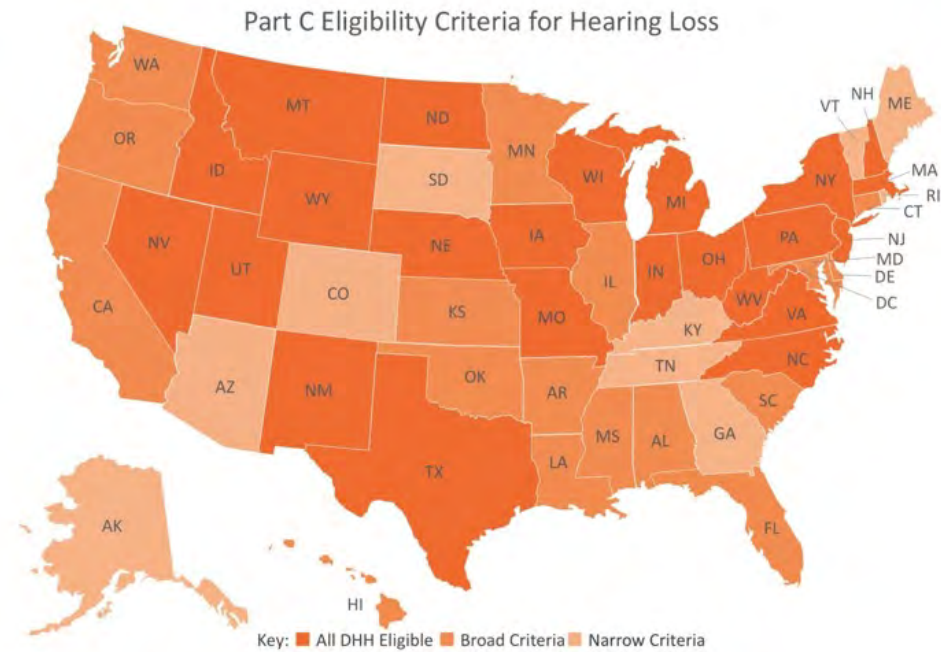 Part C Eligibility Criteria for Hearing Loss
WA
MT
ND
VT
NH
ME
OR
MN
ID
SD
WI
MA
NY
WY
MI
RI
CT
IA
PA
NV
NE
NJ
OH
MD
UT
IL
IN
DE
CA
CO
WV
DC
KS
MO
VA
KY
NC
TN
AZ
OK
NM
AR
SC
MS
AL
GA
LA
TX
AK
FL
HI
Key: All DHH Eligible Broad Criteria Narrow Criteria